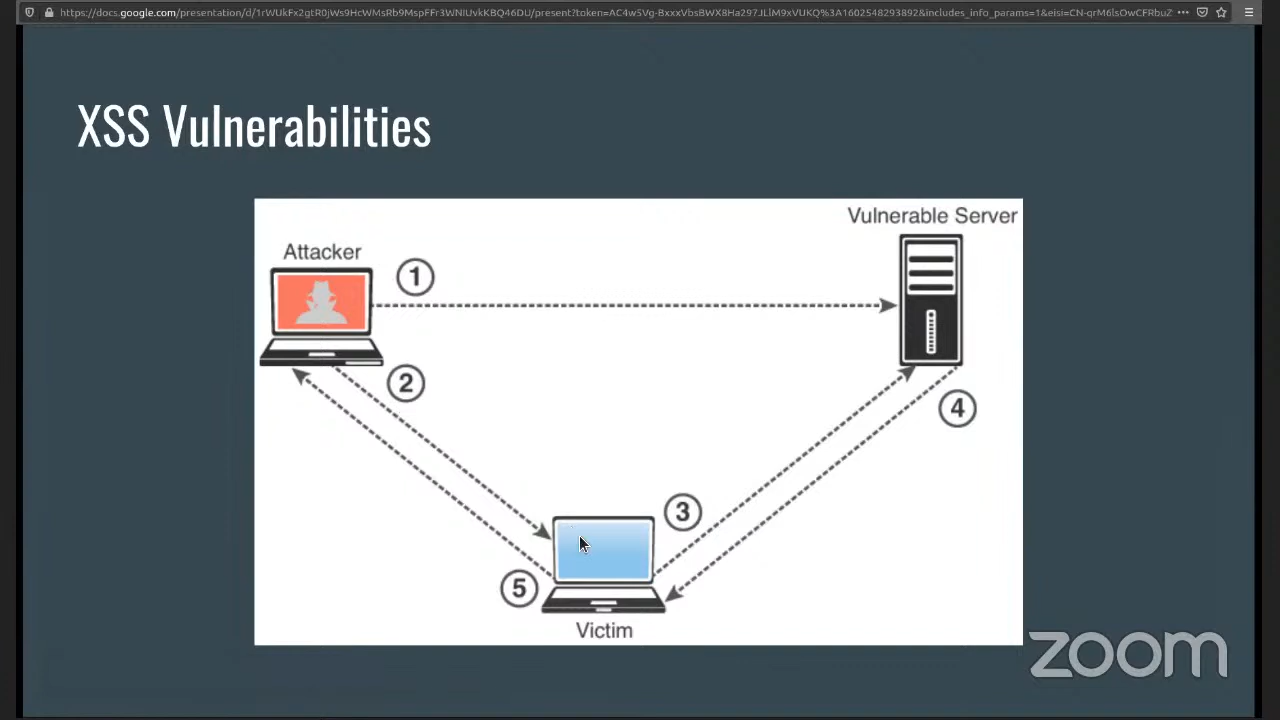 XSS Vulnerabilities
Vulnerable Server
Attacker
1
2
4
3
5
Victim
zoom